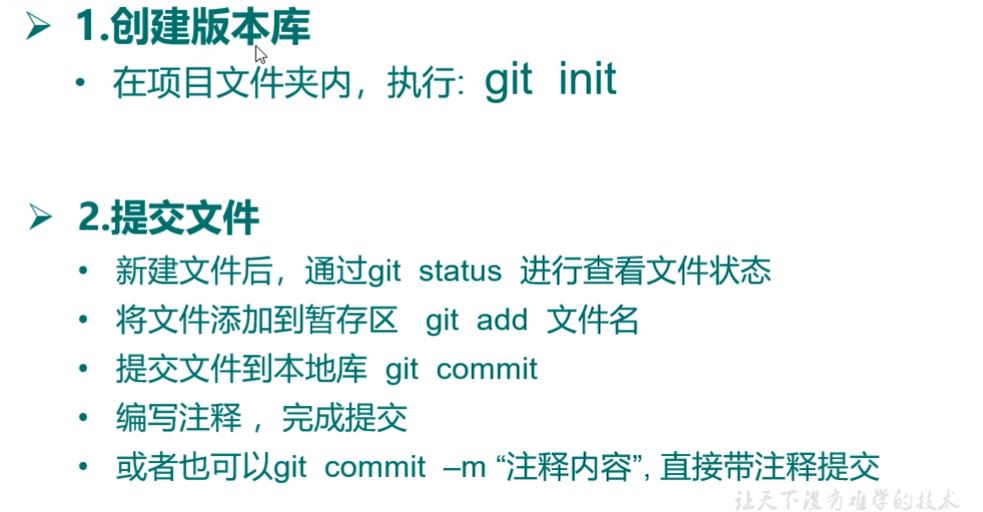 1.创建版本库
在项目文件夹内，执行: git init
2.提交文件
新建文件后，通过git status 进行查看文件状态
将文件添加到暂存区 git add 文件名
提交文件到本地库 git commit
编写注释 ，完成提交
或者也可以git commit –m “注释内容”, 直接带注释提交
让天下没有难学的技术